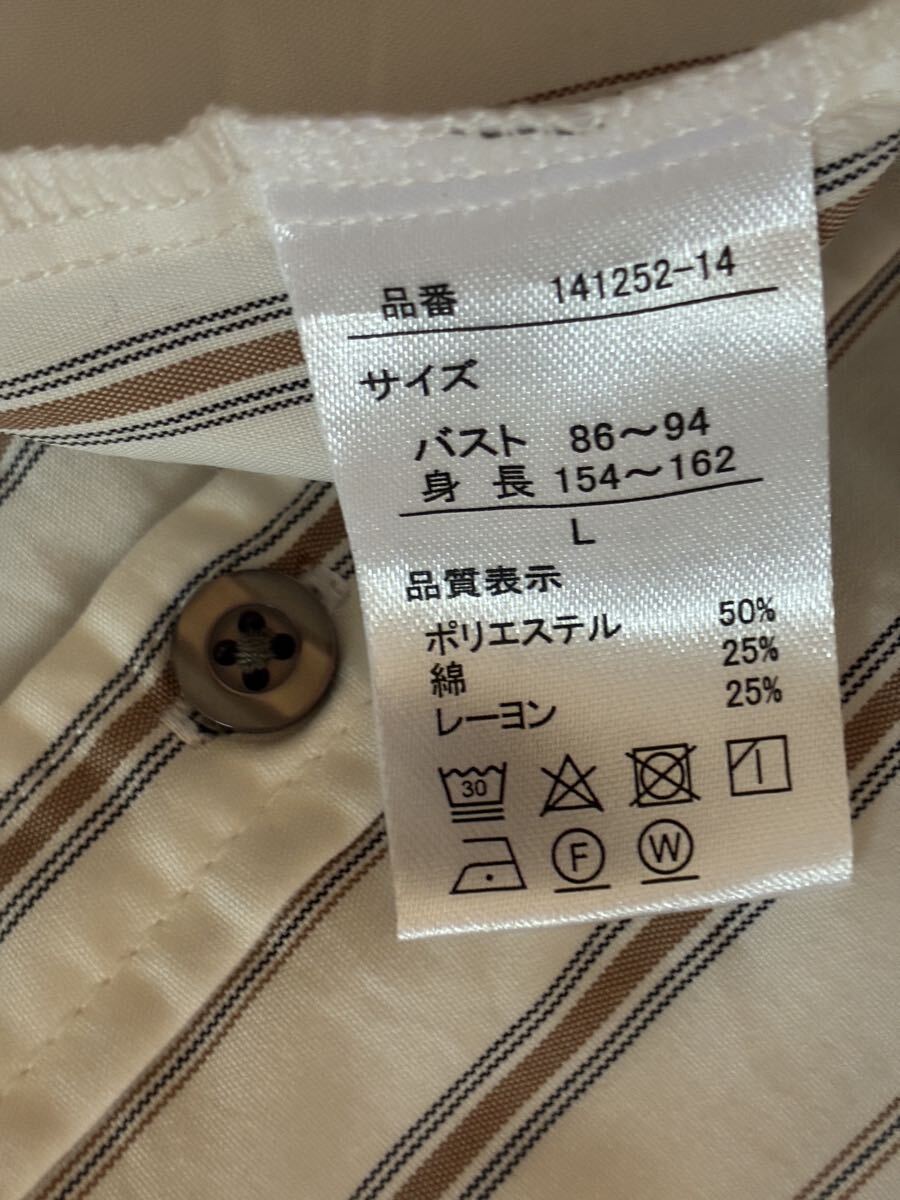 品番 141252-14
サイズ
バスト 86～94
身長 154～162
L
品質表示
ポリエステル 50%
綿 25%
レーヨン 25%
30
F W